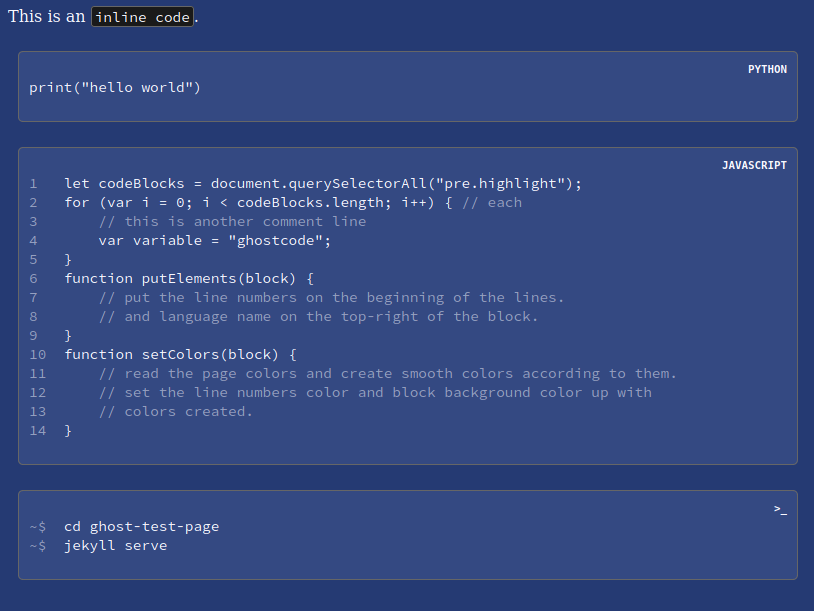 This is an inline code.
PYTHON
print("hello world")
JAVASCRIPT
1 let codeBlocks = document.querySelectorAll("pre.highlight");
2 for (var i = 0; i < codeBlocks.length; i++) { // each
3     // this is another comment line
4     var variable = "ghostcode";
5 }
6 function putElements(block) {
7     // put the line numbers on the beginning of the lines.
8     // and language name on the top-right of the block.
9 }
10 function setColors(block) {
11     // read the page colors and create smooth colors according to them.
12     // set the line numbers color and block background color up with
13     // colors created.
14 }
>_
~$ cd ghost-test-page
~$ jekyll serve